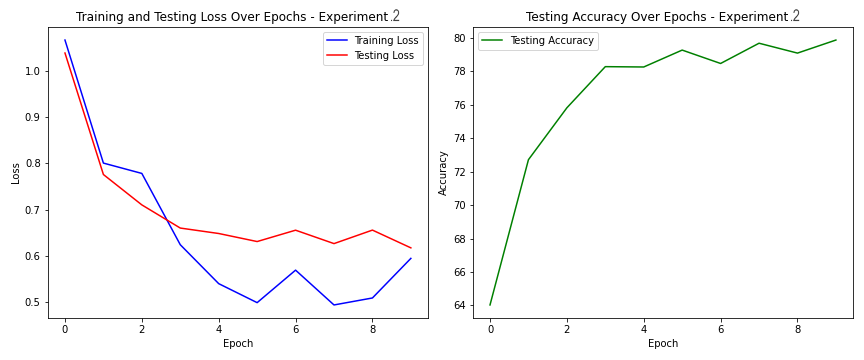 Training and Testing Loss Over Epochs - Experiment 2
Training Loss
Testing Loss
1.0
0.9
0.8
0.7
0.6
0.5
Loss
0
2
4
6
8
Epoch
Testing Accuracy Over Epochs - Experiment 2
Testing Accuracy
80
78
76
74
72
70
68
66
64
Accuracy
0
2
4
6
8
Epoch